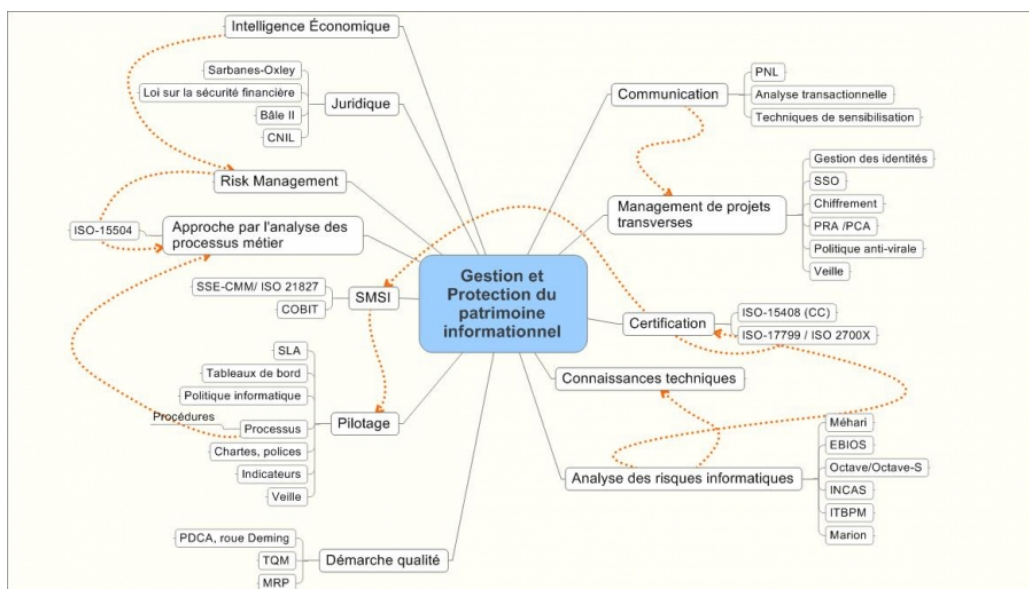 Intelligence Économique
Sarbanes-Oxley
Loi sur la sécurité financière
Bâle II
CNIL
Juridique
Risk Management
ISO-15504
Approche par l'analyse des
processus métier
SSE-CMM/ ISO 21827
COBIT
SMSI
SLA
Tableaux de bord
Politique informatique
Procédures
Processus
Chartes, polices
Indicateurs
Veille
Pilotage
PDCA, roue Deming
TQM
MRP
Démarche qualité
Gestion et
Protection du
patrimoine
informationnel
Communication
PNL
Analyse transactionnelle
Techniques de sensibilisation
Management de projets
transverses
Gestion des identités
SSO
Chiffrement
PRA /PCA
Politique anti-virale
Veille
Certification
ISO-15408 (CC)
ISO-17799 / ISO 2700X
Connaissances techniques
Analyse des risques informatiques
Méhari
EBIOS
Octave/Octave-S
INCAS
ITBPM
Marion